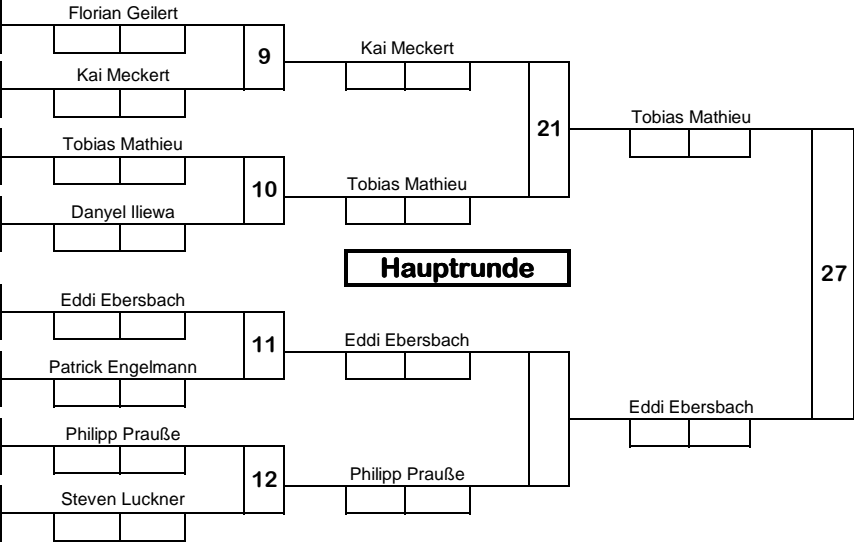 Florian Geilert
9
Kai Meckert
Kai Meckert
21
Tobias Mathieu
Tobias Mathieu
10
Tobias Mathieu
Danyel Iliewa
Hauptrunde
27
Eddi Ebersbach
11
Eddi Ebersbach
Patrick Engelmann
Eddi Ebersbach
Philipp Prauße
12
Philipp Prauße
Steven Luckner